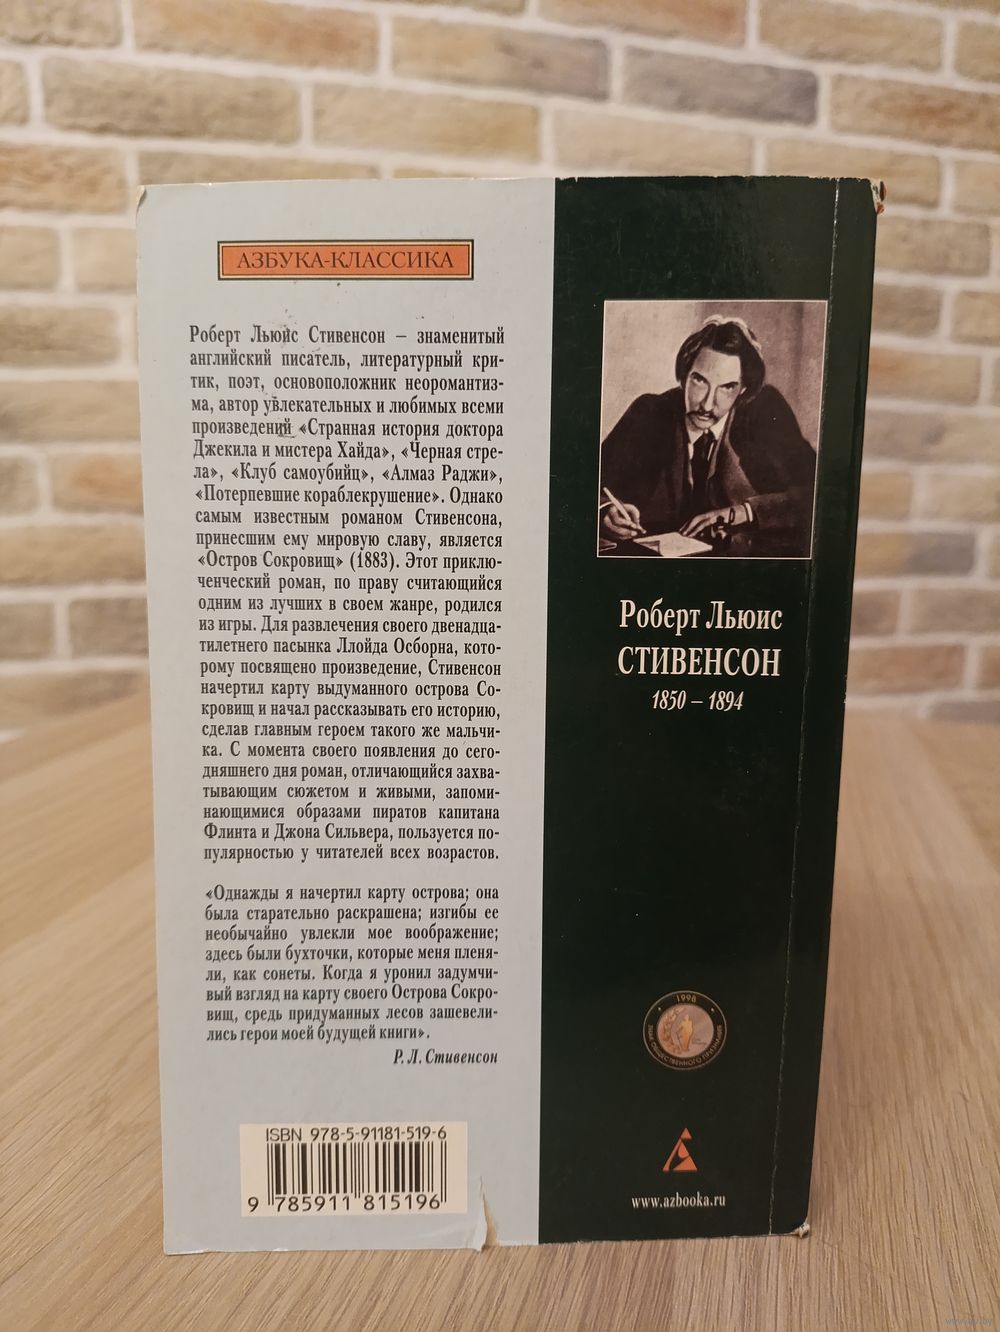 АЗБУКА-КЛАССИКА
Роберт Льюис Стивенсон – знаменитый
английский писатель, литературный кри-
тик, поэт, основоположник неоромантиз-
ма, автор увлекательных и любимых всеми
произведений «Странная история доктора
Джекила и мистера Хайда», «Черная стре-
ла», «Клуб самоубийц», «Алмаз Раджи»,
«Потерпевшие кораблекрушение». Однако
самым известным романом Стивенсона,
принесшим ему мировую славу, является
«Остров Сокровищ» (1883). Этот приклю-
ченческий роман, по праву считающийся
одним из лучших в своем жанре, родился
из игры. Для развлечения своего двенадца-
тилетнего пасынка Ллойда Осборна, кото-
рому посвящено произведение, Стивенсон
начертил карту выдуманного острова Со-
кровищ и начал рассказывать его историю,
сделав главным героем такого же мальчи-
ка. С момента своего появления до сего-
дняшнего дня роман, отличающийся захва-
тывающим сюжетом и живыми, запоми-
нающимися образами пиратов капитана
Флинта и Джона Сильвера, пользуется по-
пулярностью у читателей всех возрастов.
«Однажды я начертил карту острова; она
была старательно раскрашена; изгибы ее
необычайно увлекли мое воображение;
здесь были бухточки, которые меня пленя-
ли, как сонеты. Когда я уронил задумчи-
вый взгляд на карту своего Острова Сокро-
вищ, средь придуманных лесов зашевели-
лись герои моей будущей книги».
Р. Л. Стивенсон
ISBN 978-5-91181-519-6
9 785911 815196
Роберт Льюис
СТИВЕНСОН
1850 – 1894
1998
ЗНАК ОБЩЕСТВЕННОГО ПРИЗНАНИЯ
www.azbooka.ru